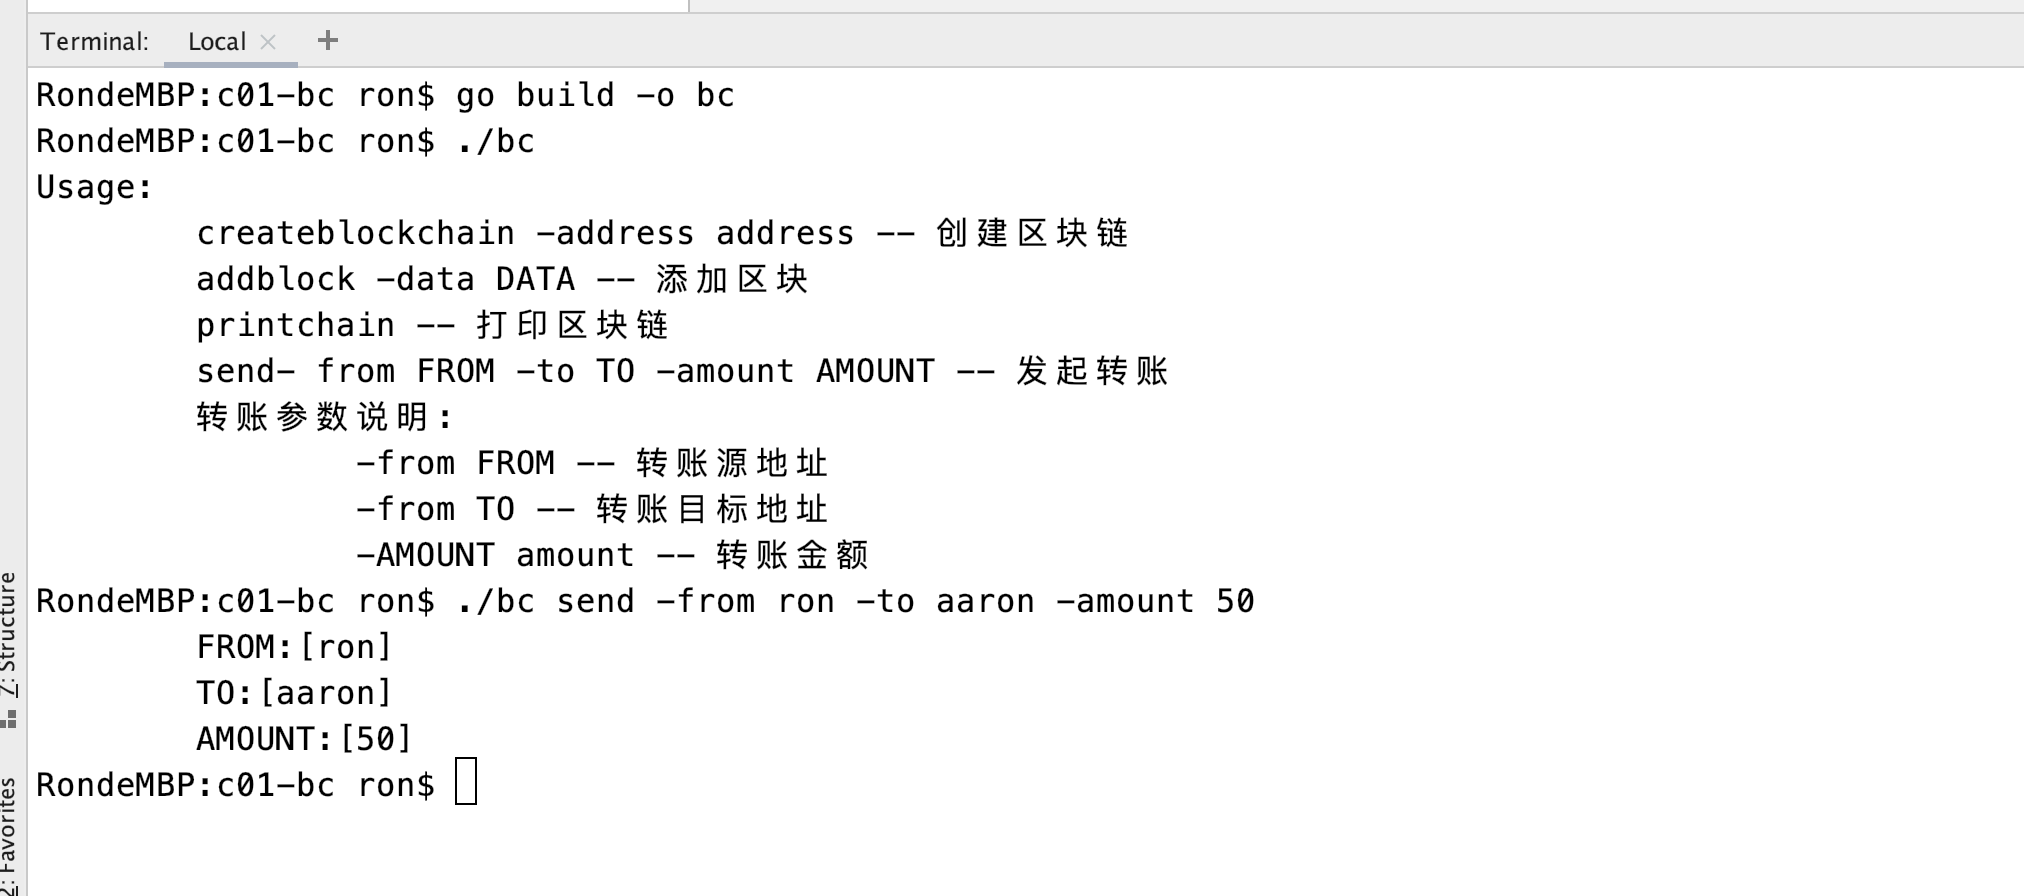 Terminal: Local × +
RondeMBP:c01-bc ron$ go build -o bc
RondeMBP:c01-bc ron$ ./bc
Usage:
createblockchain -address address -- 创建区块链
addblock -data DATA -- 添加区块
printchain -- 打印区块链
send- from FROM -to TO -amount AMOUNT -- 发起转账
转账参数说明:
-from FROM -- 转账源地址
-from TO -- 转账目标地址
-AMOUNT amount -- 转账金额
RondeMBP:c01-bc ron$ ./bc send -from ron -to aaron -amount 50
FROM:[ron]
TO:[aaron]
AMOUNT:[50]
RondeMBP:c01-bc ron$
7: Structure
2: Favorites